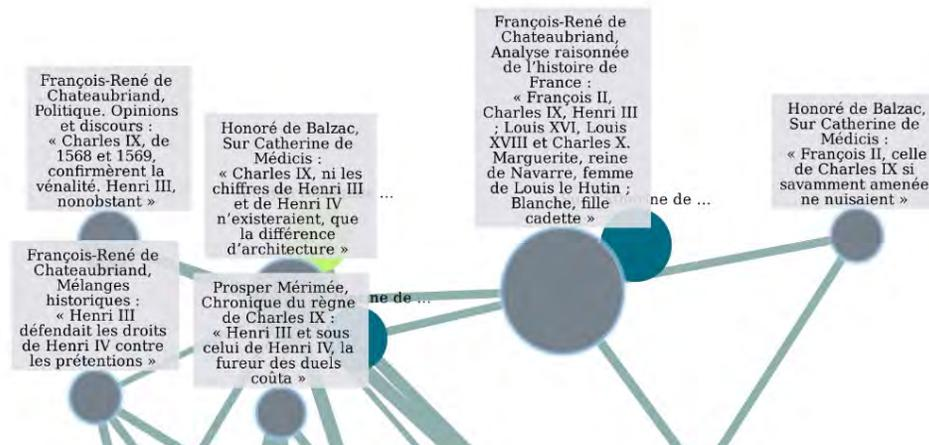 François-René de
Chateaubriand,
Politique. Opinions
et discours :
« Charles IX, de
1568 et 1569,
confirmèrent la
vénalité. Henri III,
nonobstant »
Honoré de Balzac,
Sur Catherine de
Médicis :
« Charles IX, ni les
chiffres de Henri III
et de Henri IV
n’existeraient, que
la différence
d’architecture »
...
François-René de
Chateaubriand,
Analyse raisonnée
de l’histoire de
France :
« François II,
Charles IX, Henri III
; Louis XVI, Louis
XVIII et Charles X.
Marguerite, reine
de Navarre, femme
de Louis le Hutin ;
Blanche, fille
cadette »
de ...
Honoré de Balzac,
Sur Catherine de
Médicis :
« François II, celle
de Charles IX si
savamment amenée,
ne nuisaient »
François-René de
Chateaubriand,
Mélanges
historiques :
« Henri III
défendait les droits
de Henri IV contre
les prétentions »
Prosper Mérimée,
Chronique du règne
de Charles IX :
« Henri III et sous
celui de Henri IV, la
fureur des duels
coûta »
de ...